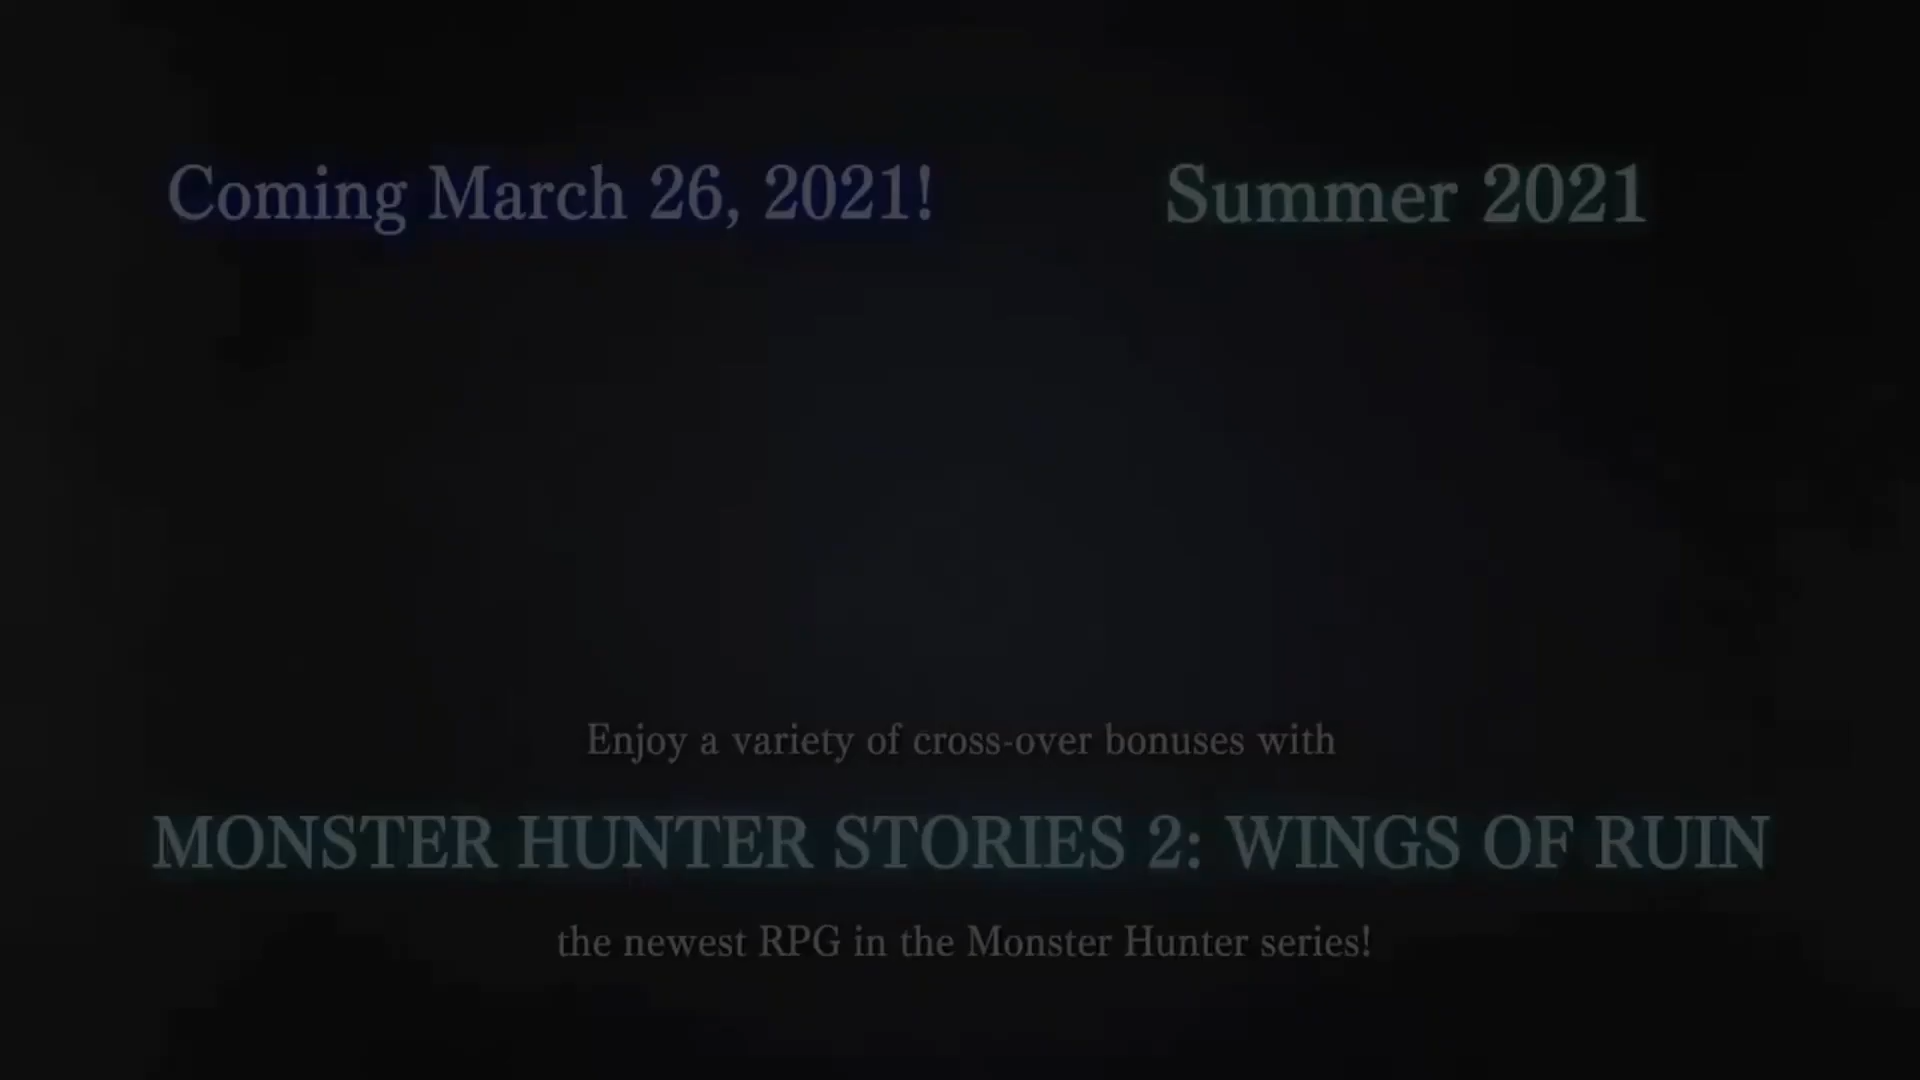 Coming March 26, 2021!
Summer 2021
Enjoy a variety of cross-over bonuses with
MONSTER HUNTER STORIES 2: WINGS OF RUIN
the newest RPG in the Monster Hunter series!